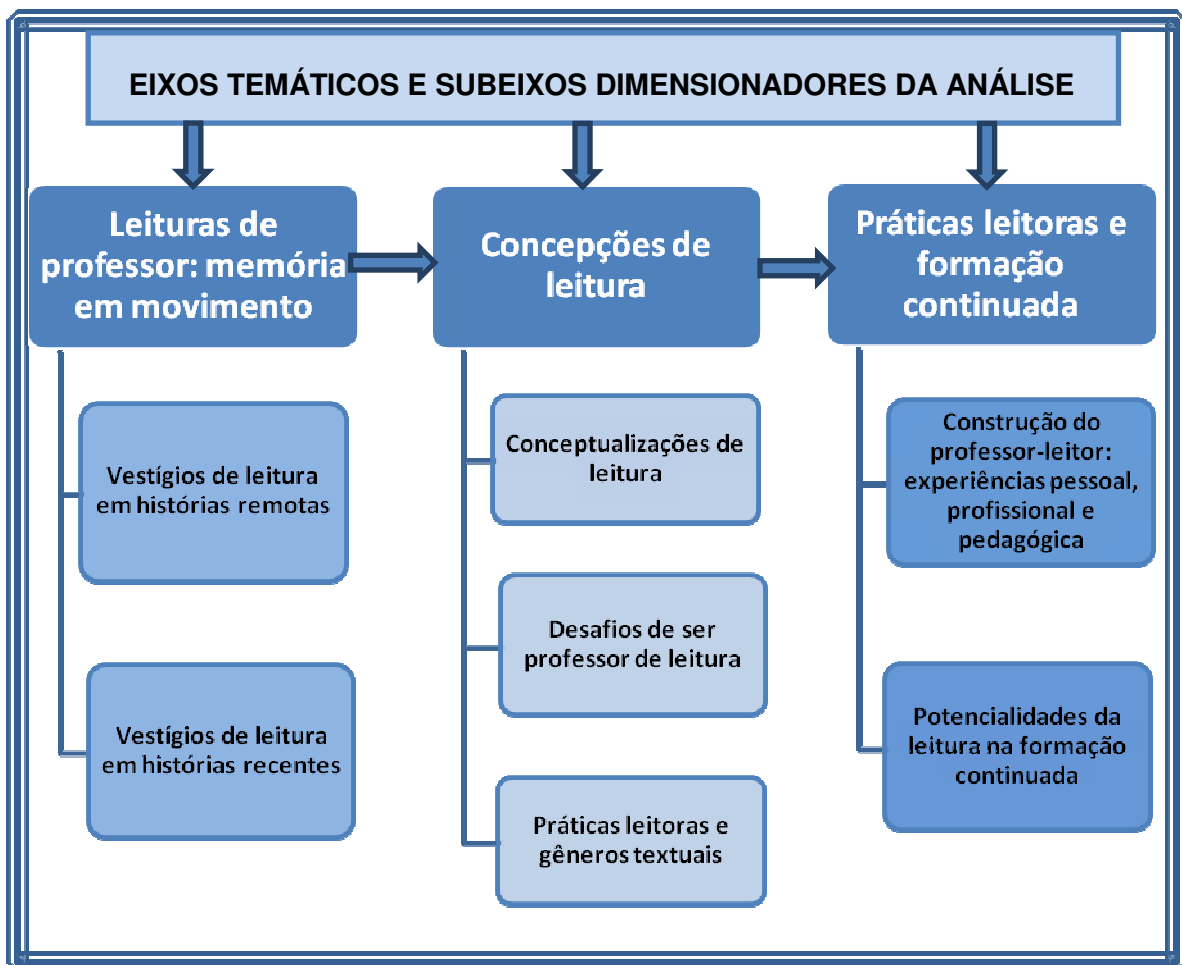 EIXOS TEMÁTICOS E SUBEIXOS DIMENSIONADORES DA ANÁLISE
Leituras de
professor: memória
em movimento
Vestígios de leitura
em histórias remotas
Vestígios de leitura
em histórias recentes
Concepções de
leitura
Conceptualizações de
leitura
Desafios de ser
professor de leitura
Práticas leitoras e
gêneros textuais
Práticas leitoras e
formação
continuada
Construção do
professor-leitor:
experiências pessoal,
profissional e
pedagógica
Potencialidades da
leitura na formação
continuada